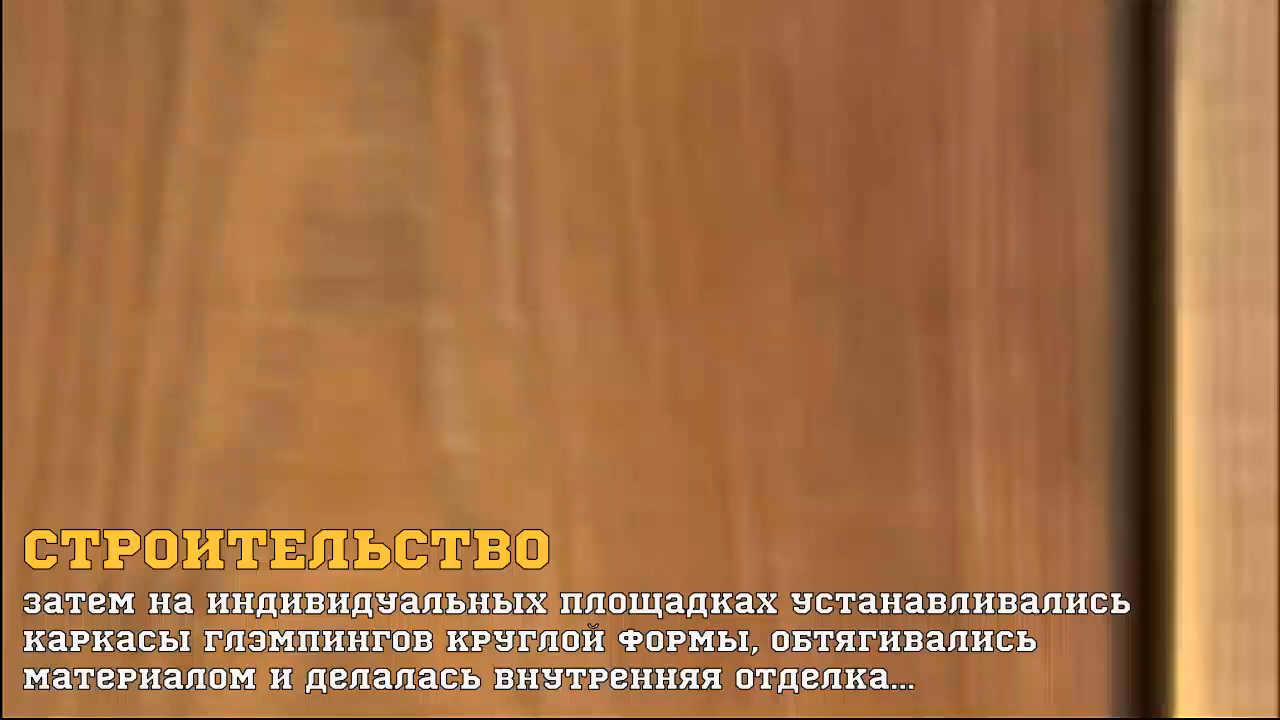 СТРОИТЕЛЬСТВО
затем на индивидуальных площадках устанавливались
каркасы глэмпингов круглой формы, обтягивались
материалом и делалась внутренняя отделка...